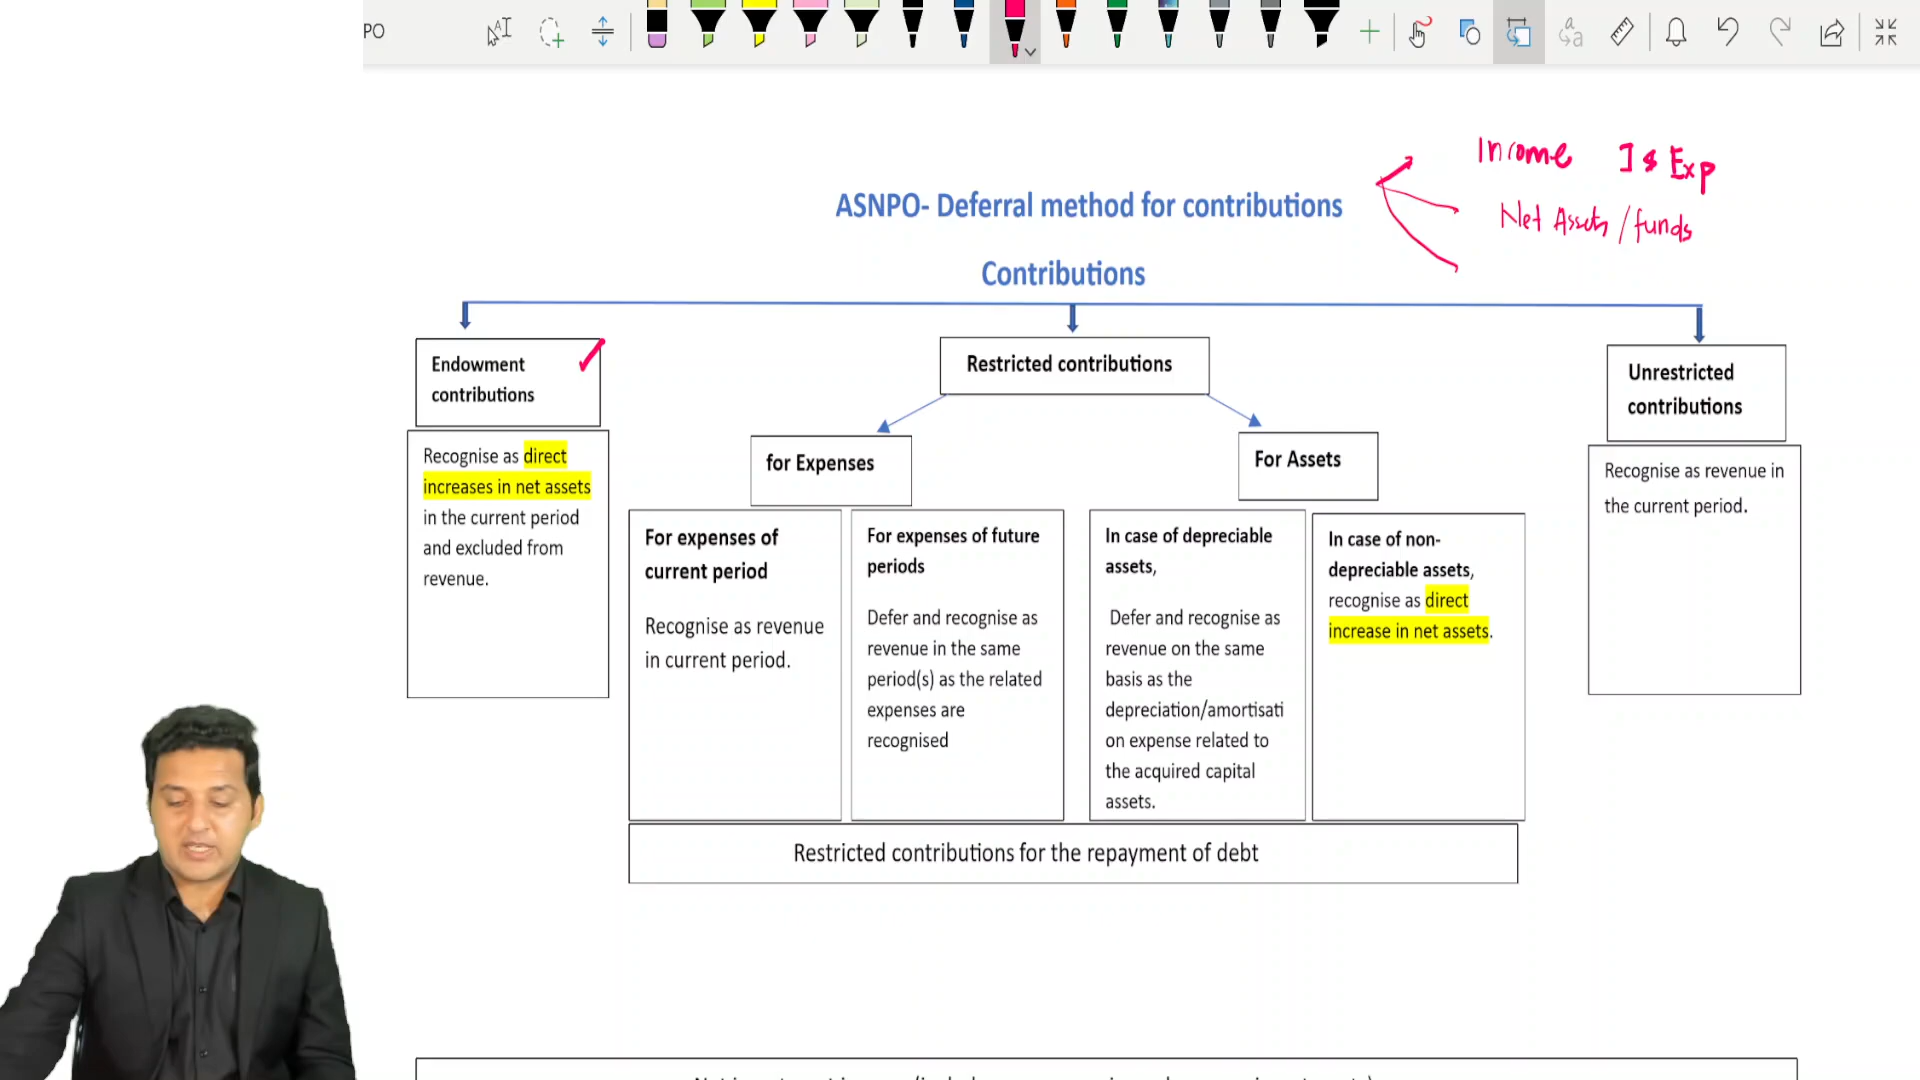 PO
Income I & Exp
ASNPO- Deferral method for contributions
Net Assets / funds
Contributions
Endowment
contributions
Recognise as direct
increases in net assets
in the current period
and excluded from
revenue.
Restricted contributions
for Expenses
For expenses of
current period
Recognise as revenue
in current period.
For expenses of future
periods
Defer and recognise as
revenue in the same
period(s) as the related
expenses are
recognised
For Assets
In case of depreciable
assets,
Defer and recognise as
revenue on the same
basis as the
depreciation/amortisati
on expense related to
the acquired capital
assets.
In case of non-
depreciable assets,
recognise as direct
increase in net assets.
Restricted contributions for the repayment of debt
Unrestricted
contributions
Recognise as revenue in
the current period.